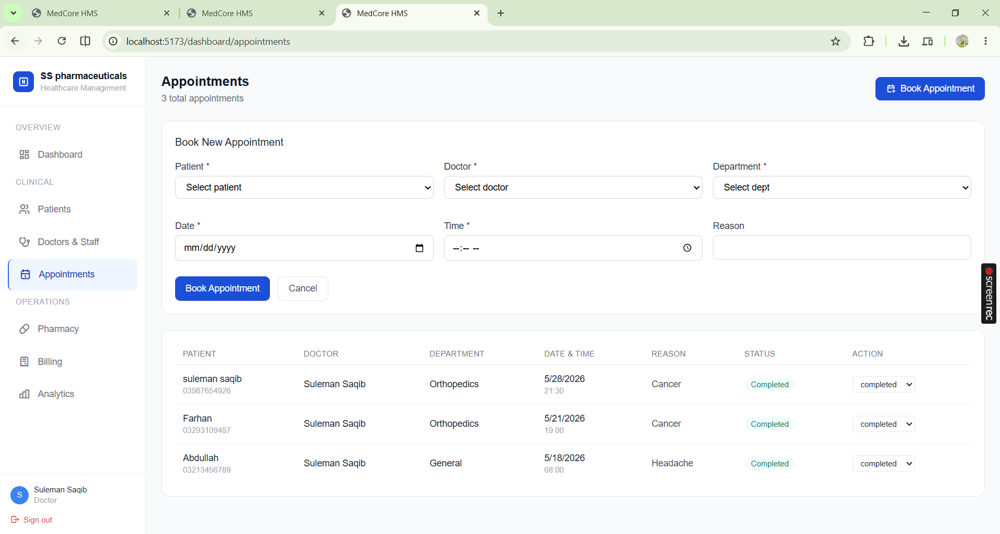 MedCore HMS
MedCore HMS
MedCore HMS
localhost:5173/dashboard/appointments
SS pharmaceuticals
Healthcare Management
OVERVIEW
Dashboard
CLINICAL
Patients
Doctors & Staff
Appointments
OPERATIONS
Pharmacy
Billing
Analytics
S
Suleman Saqib
Doctor
Sign out
Appointments
3 total appointments
Book Appointment
Book New Appointment
Patient * Doctor * Department *
Select patient Select doctor Select dept
Date * Time * Reason
mm/dd/yyyy --:-- --
Book Appointment Cancel
PATIENT DOCTOR DEPARTMENT DATE & TIME REASON STATUS ACTION
suleman saqib Suleman Saqib Orthopedics 5/28/2026 Cancer Completed completed
03987654926 21:30
Farhan Suleman Saqib Orthopedics 5/21/2026 Cancer Completed completed
03293109487 19:00
Abdullah Suleman Saqib General 5/18/2026 Headache Completed completed
03213456789 08:00
screenrec